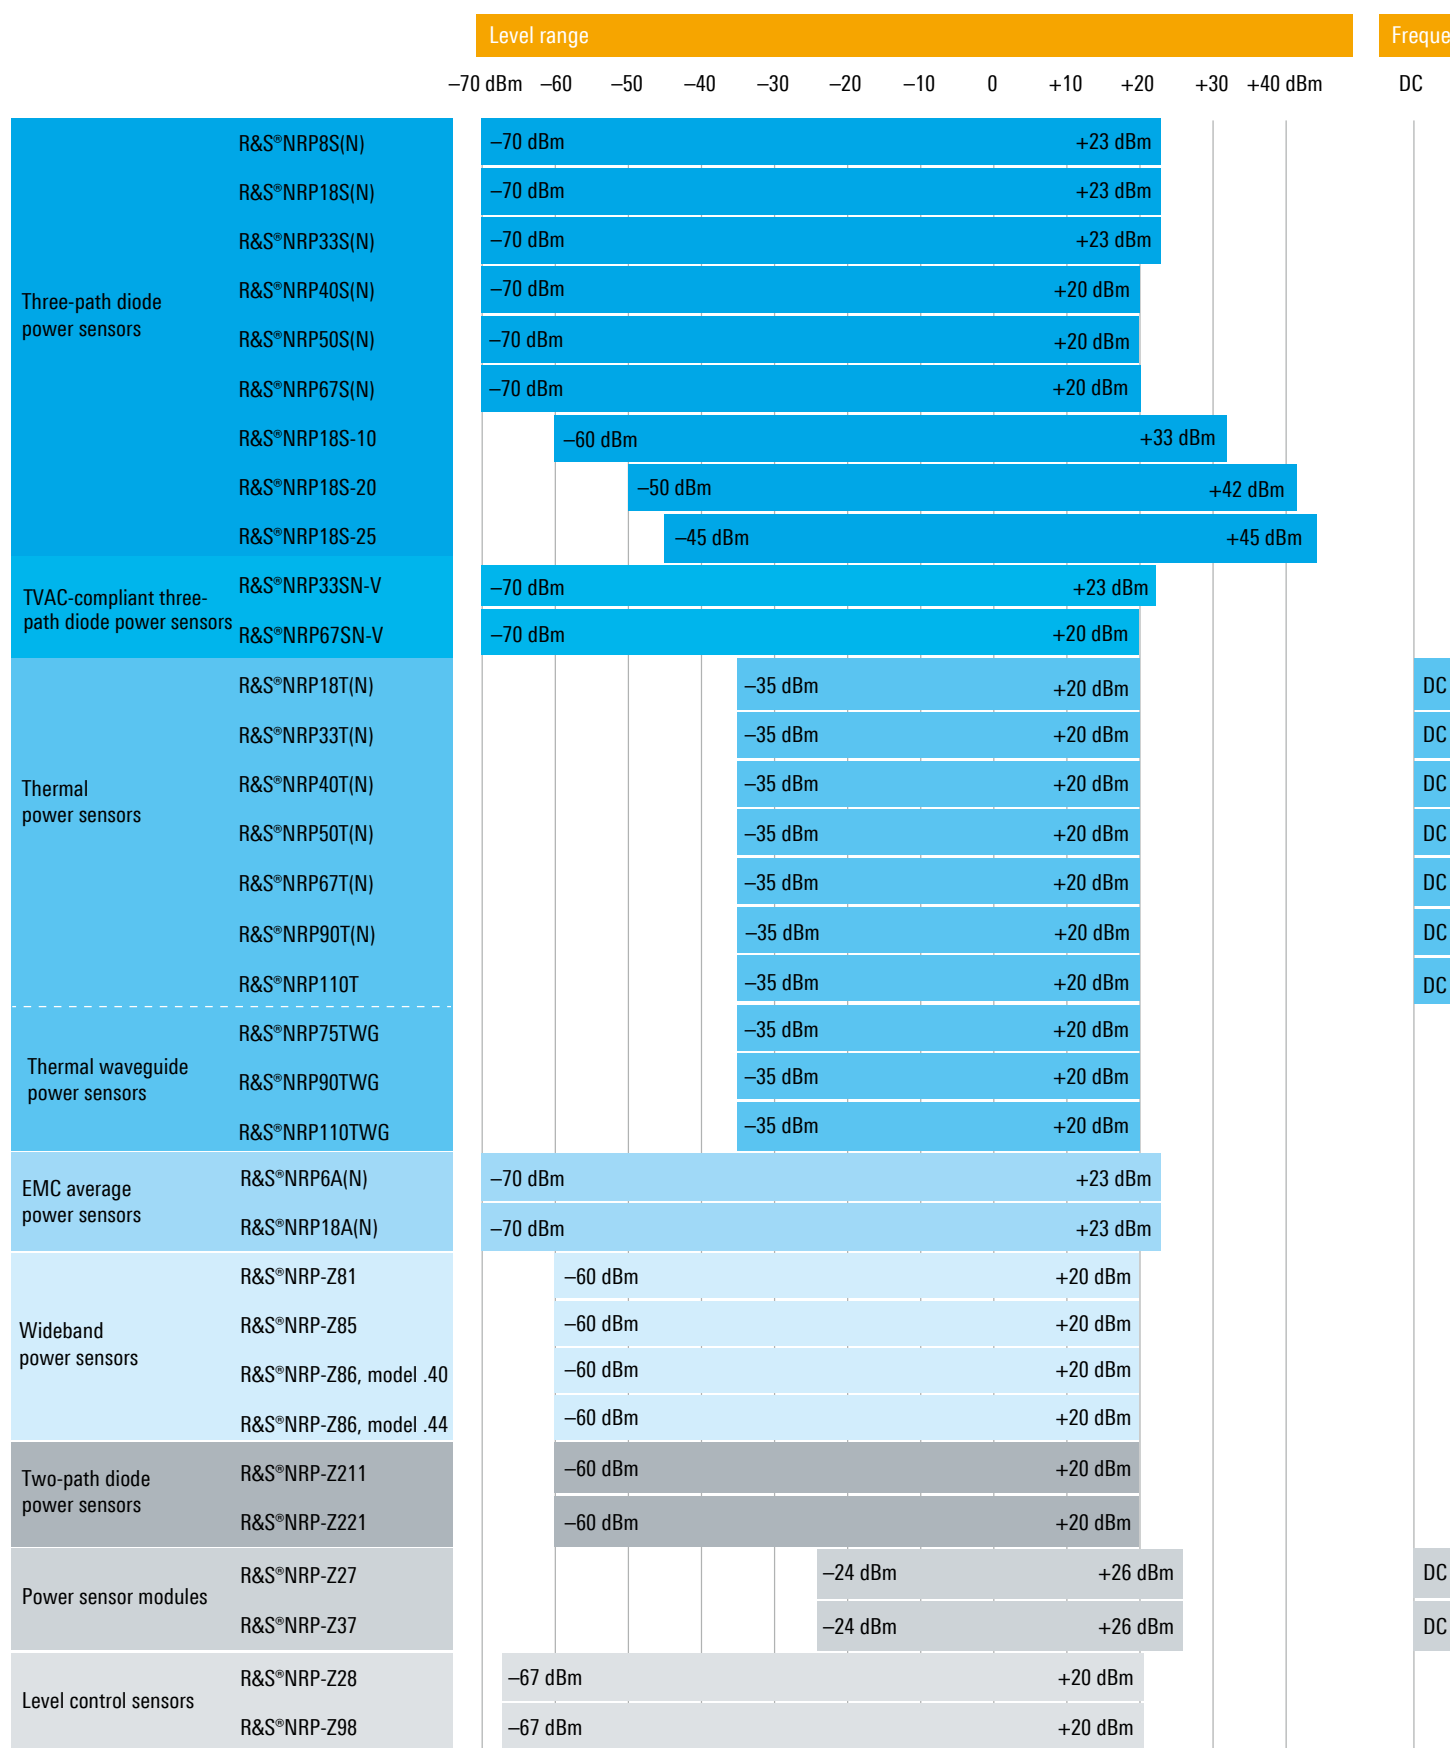 Level range
Freque
–70 dBm –60 –50 –40 –30 –20 –10 0 +10 +20 +30 +40 dBm DC
Three-path diode
power sensors
R&S®NRP8S(N) –70 dBm +23 dBm
R&S®NRP18S(N) –70 dBm +23 dBm
R&S®NRP33S(N) –70 dBm +23 dBm
R&S®NRP40S(N) –70 dBm +20 dBm
R&S®NRP50S(N) –70 dBm +20 dBm
R&S®NRP67S(N) –70 dBm +20 dBm
R&S®NRP18S-10 –60 dBm +33 dBm
R&S®NRP18S-20 –50 dBm +42 dBm
R&S®NRP18S-25 –45 dBm +45 dBm
TVAC-compliant three-
path diode power sensors
R&S®NRP33SN-V –70 dBm +23 dBm
R&S®NRP67SN-V –70 dBm +20 dBm
Thermal
power sensors
R&S®NRP18T(N) –35 dBm +20 dBm DC
R&S®NRP33T(N) –35 dBm +20 dBm DC
R&S®NRP40T(N) –35 dBm +20 dBm DC
R&S®NRP50T(N) –35 dBm +20 dBm DC
R&S®NRP67T(N) –35 dBm +20 dBm DC
R&S®NRP90T(N) –35 dBm +20 dBm DC
R&S®NRP110T –35 dBm +20 dBm DC
Thermal waveguide
power sensors
R&S®NRP75TWG –35 dBm +20 dBm
R&S®NRP90TWG –35 dBm +20 dBm
R&S®NRP110TWG –35 dBm +20 dBm
EMC average
power sensors
R&S®NRP6A(N) –70 dBm +23 dBm
R&S®NRP18A(N) –70 dBm +23 dBm
Wideband
power sensors
R&S®NRP-Z81 –60 dBm +20 dBm
R&S®NRP-Z85 –60 dBm +20 dBm
R&S®NRP-Z86, model .40 –60 dBm +20 dBm
R&S®NRP-Z86, model .44 –60 dBm +20 dBm
Two-path diode
power sensors
R&S®NRP-Z211 –60 dBm +20 dBm
R&S®NRP-Z221 –60 dBm +20 dBm
Power sensor modules
R&S®NRP-Z27 –24 dBm +26 dBm DC
R&S®NRP-Z37 –24 dBm +26 dBm DC
Level control sensors
R&S®NRP-Z28 –67 dBm +20 dBm
R&S®NRP-Z98 –67 dBm +20 dBm